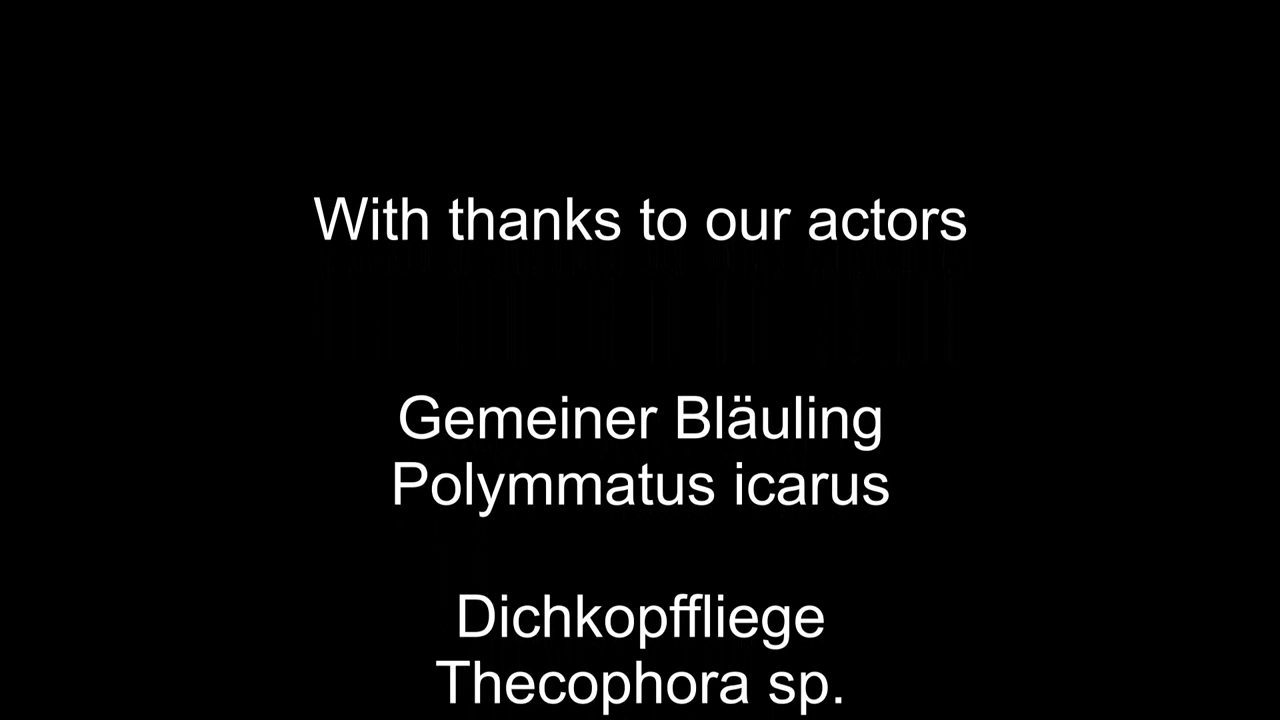 With thanks to our actors
Gemeiner Bläuling
Polymmatus icarus
Dichkopffliege
Thecophora sp.